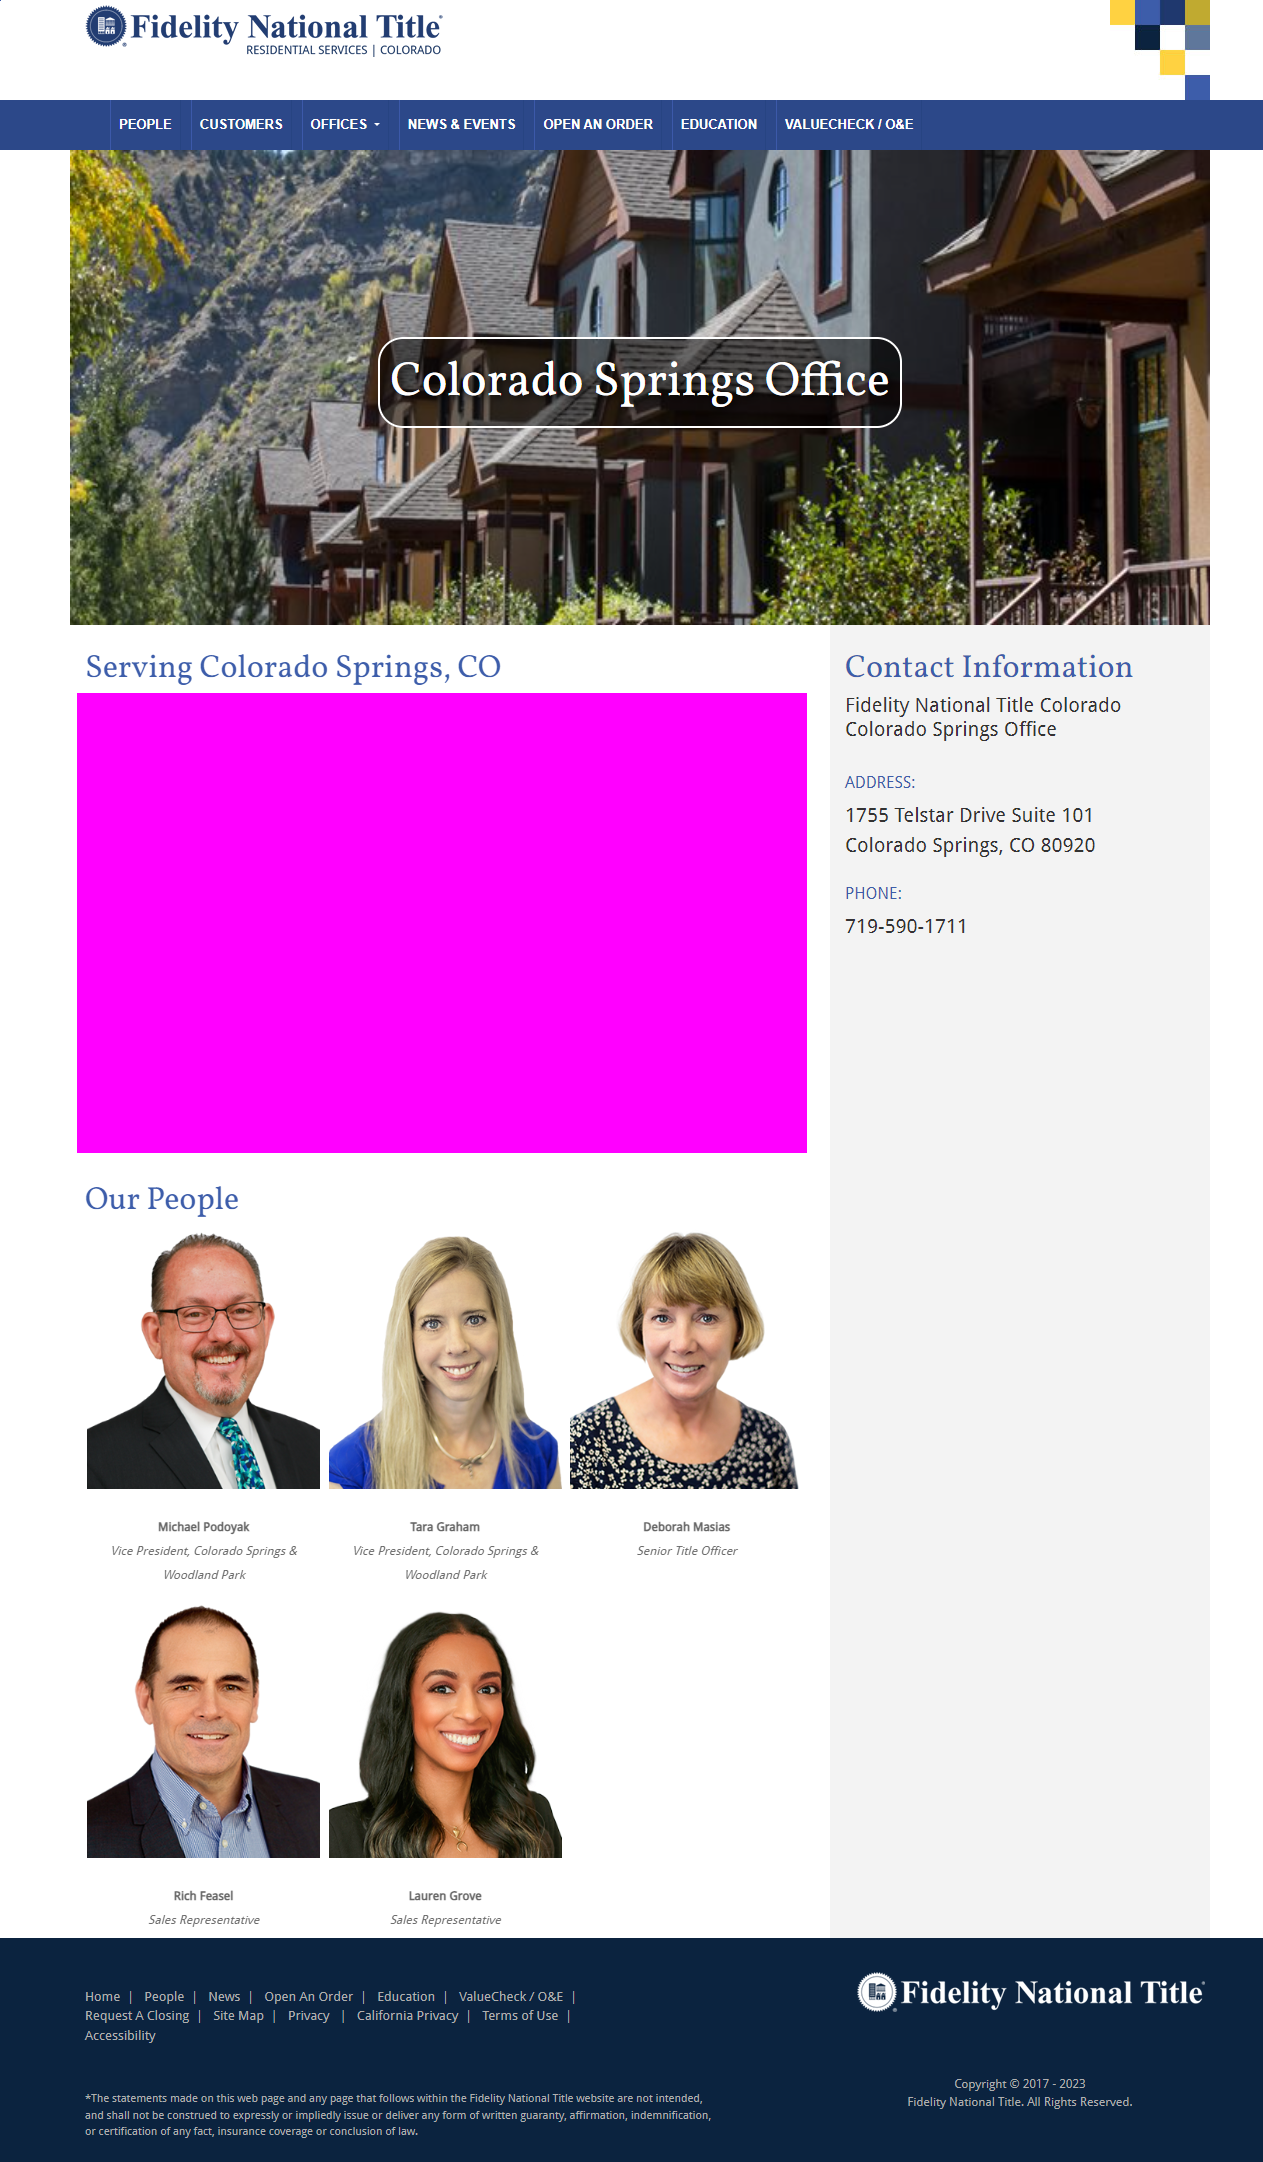 Fidelity National Title®
RESIDENTIAL SERVICES | COLORADO
PEOPLE
CUSTOMERS
OFFICES
NEWS & EVENTS
OPEN AN ORDER
EDUCATION
VALUECHECK / O&E
Colorado Springs Office
Serving Colorado Springs, CO
Contact Information
Fidelity National Title Colorado
Colorado Springs Office
ADDRESS:
1755 Telstar Drive Suite 101
Colorado Springs, CO 80920
PHONE:
719-590-1711
Our People
Michael Podoyak
Vice President, Colorado Springs &
Woodland Park
Tara Graham
Vice President, Colorado Springs &
Woodland Park
Deborah Masias
Senior Title Officer
Rich Feasel
Sales Representative
Lauren Grove
Sales Representative
Home | People | News | Open An Order | Education | ValueCheck / O&E |
Request A Closing | Site Map | Privacy | California Privacy | Terms of Use |
Accessibility
*The statements made on this web page and any page that follows within the Fidelity National Title website are not intended,
and shall not be construed to expressly or impliedly issue or deliver any form of written guaranty, affirmation, indemnification,
or certification of any fact, insurance coverage or conclusion of law.
Fidelity National Title®
Copyright © 2017 - 2023
Fidelity National Title. All Rights Reserved.